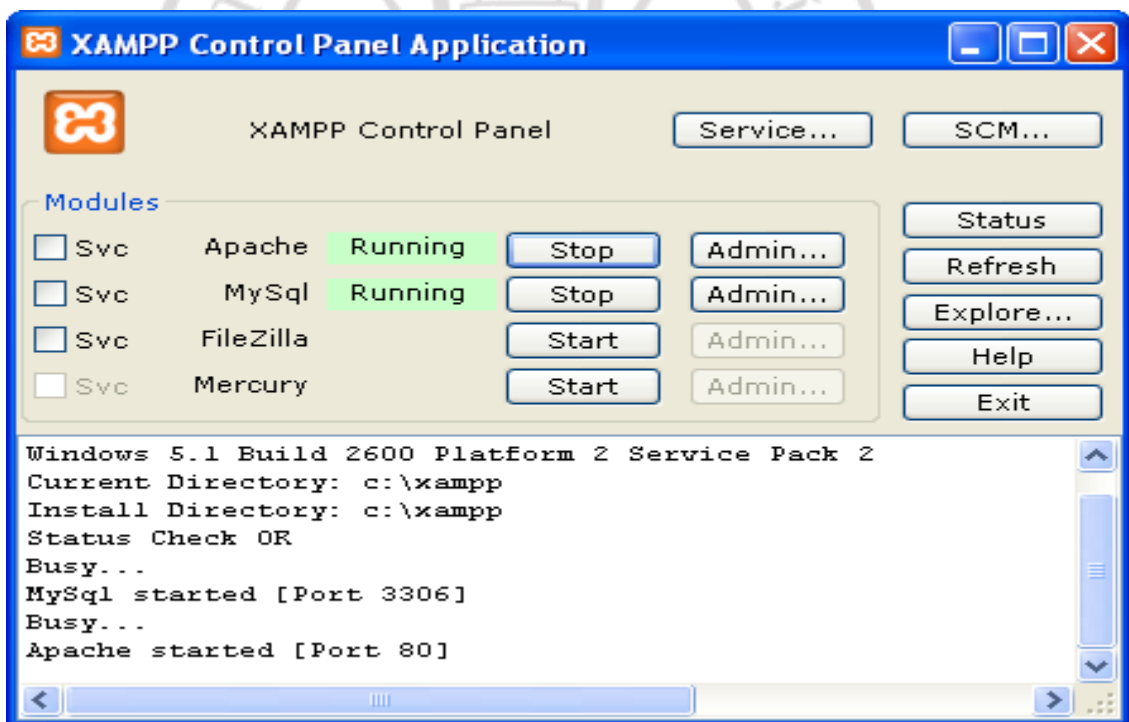 XAMPP Control Panel Application
XAMPP Control Panel Service... SCM...
Modules
Status
Svc Apache Running Stop Admin...
Refresh
Svc MySql Running Stop Admin...
Explore...
Svc FileZilla Start Admin...
Help
Svc Mercury Start Admin...
Exit
Windows 5.1 Build 2600 Platform 2 Service Pack 2
Current Directory: c:\xampp
Install Directory: c:\xampp
Status Check OK
Busy...
MySql started [Port 3306]
Busy...
Apache started [Port 80]